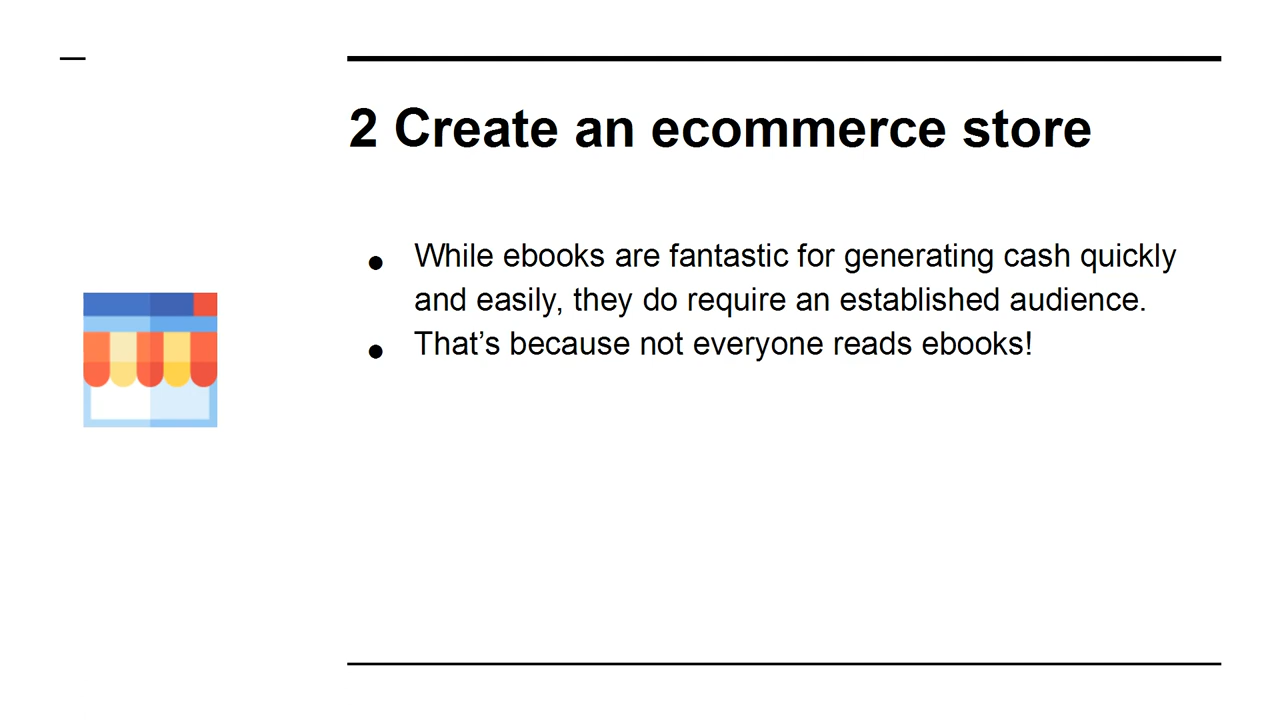 2 Create an ecommerce store
● While ebooks are fantastic for generating cash quickly
and easily, they do require an established audience.
● That’s because not everyone reads ebooks!